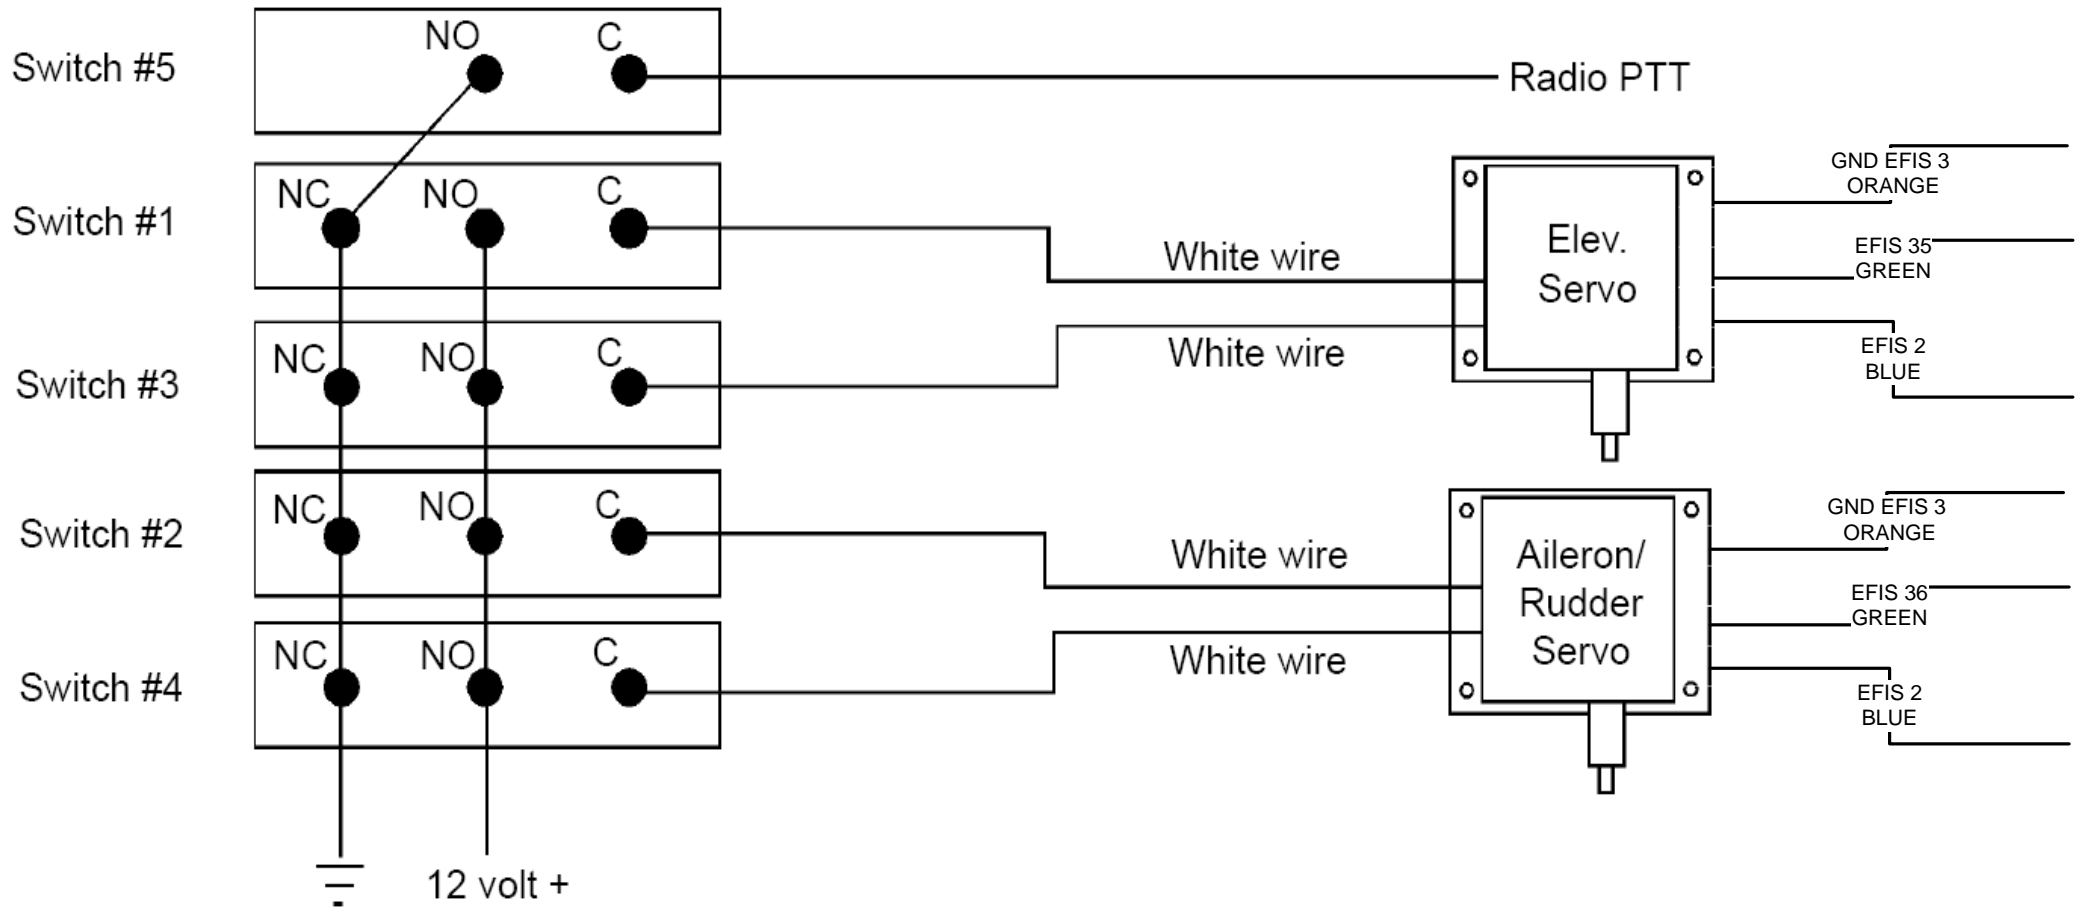 Switch #5
NO
C
Radio PTT
Switch #1
NC
NO
C
White wire
Elev.
Servo
GND EFIS 3
ORANGE
EFIS 35
GREEN
EFIS 2
BLUE
Switch #3
NC
NO
C
White wire
Switch #2
NC
NO
C
White wire
Aileron/
Rudder
Servo
GND EFIS 3
ORANGE
EFIS 36
GREEN
EFIS 2
BLUE
Switch #4
NC
NO
C
White wire
12 volt +